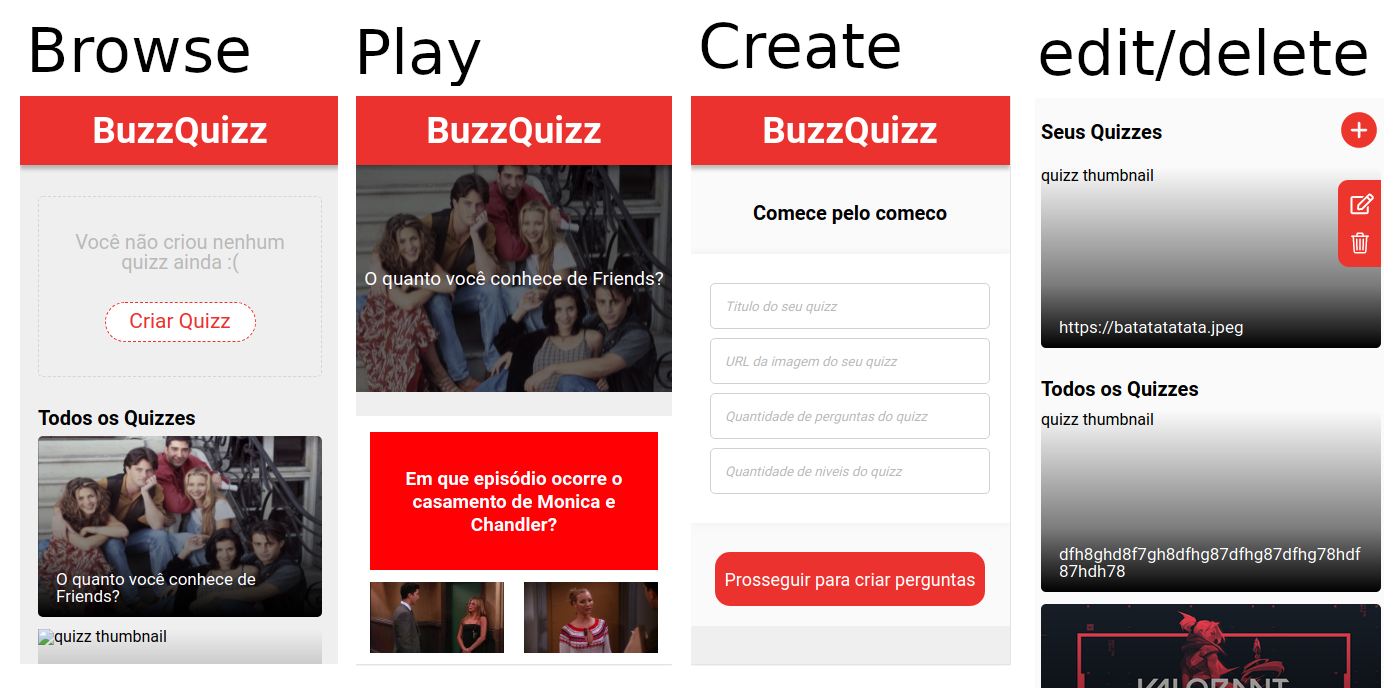 Browse
BuzzQuizz
Você não criou nenhum
quizz ainda :(
Criar Quizz
Todos os Quizzes
O quanto você conhece de
Friends?
quizz thumbnail
Play
BuzzQuizz
O quanto você conhece de Friends?
Em que episódio ocorre o
casamento de Monica e
Chandler?
Create
BuzzQuizz
Comece pelo comeco
Titulo do seu quizz
URL da imagem do seu quizz
Quantidade de perguntas do quizz
Quantidade de niveis do quizz
Prosseguir para criar perguntas
edit/delete
Seus Quizzes
quizz thumbnail
https://batatatatata.jpeg
Todos os Quizzes
quizz thumbnail
dfh8ghd8f7gh8dfhg87dfhg87dfhg78hdf
87hdh78